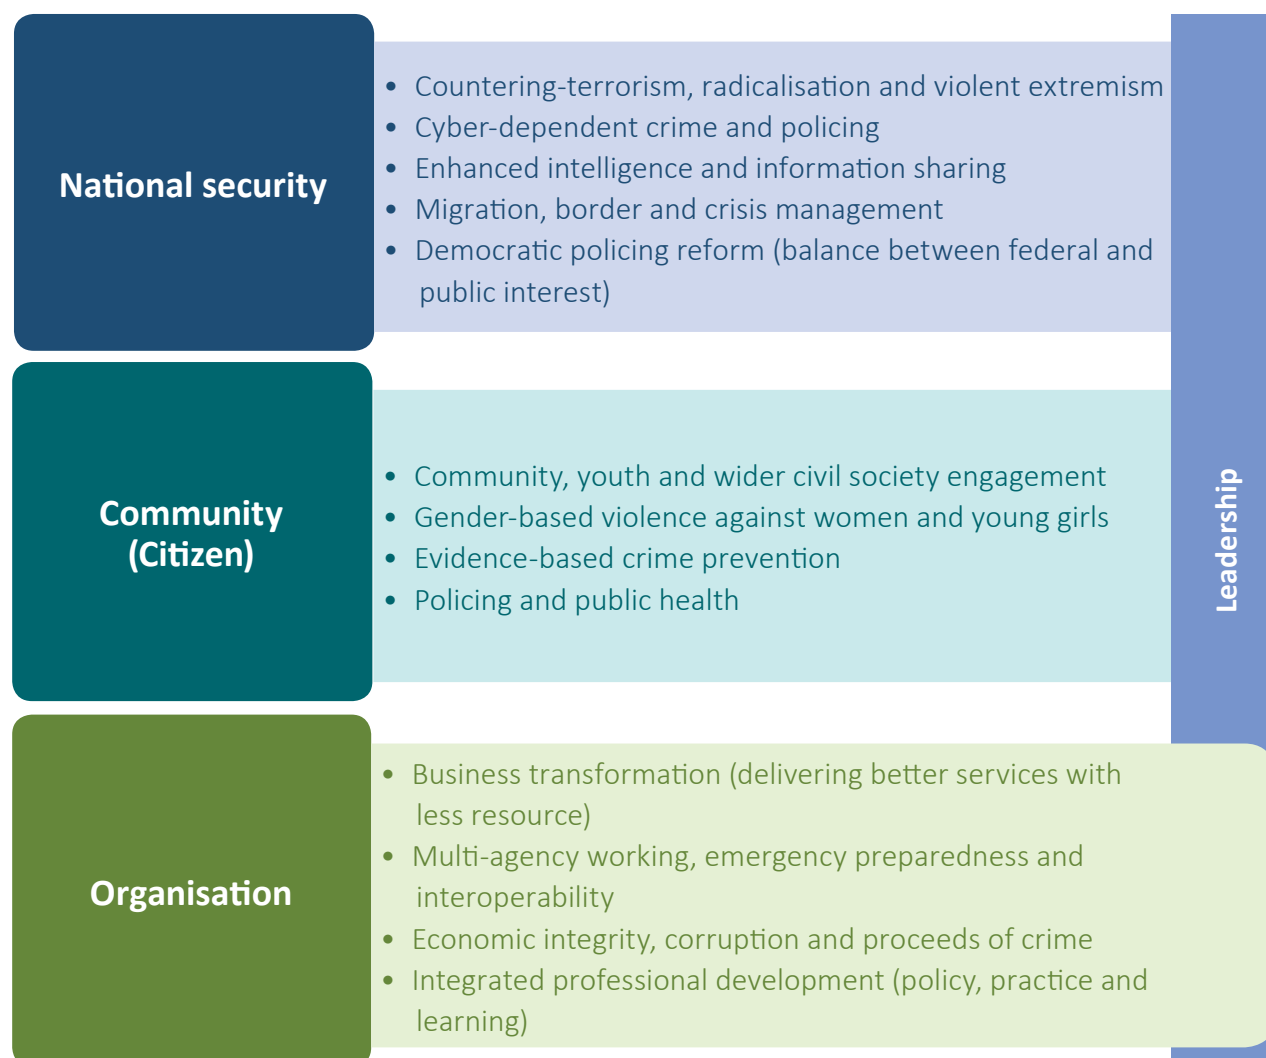 National security
• Countering-terrorism, radicalisation and violent extremism
• Cyber-dependent crime and policing
• Enhanced intelligence and information sharing
• Migration, border and crisis management
• Democratic policing reform (balance between federal and
public interest)
Community
(Citizen)
• Community, youth and wider civil society engagement
• Gender-based violence against women and young girls
• Evidence-based crime prevention
• Policing and public health
Organisation
• Business transformation (delivering better services with
less resource)
• Multi-agency working, emergency preparedness and
interoperability
• Economic integrity, corruption and proceeds of crime
• Integrated professional development (policy, practice and
learning)
Leadership